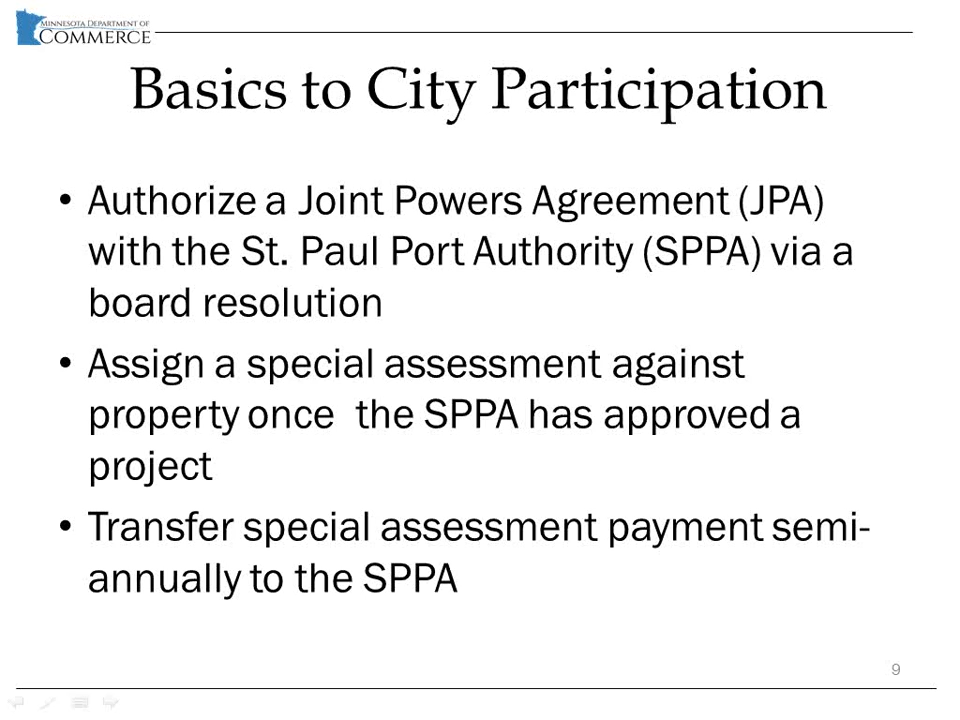 MINNESOTA DEPARTMENT OF
COMMERCE
Basics to City Participation
• Authorize a Joint Powers Agreement (JPA)
with the St. Paul Port Authority (SPPA) via a
board resolution
• Assign a special assessment against
property once  the SPPA has approved a
project
• Transfer special assessment payment semi-
annually to the SPPA
9